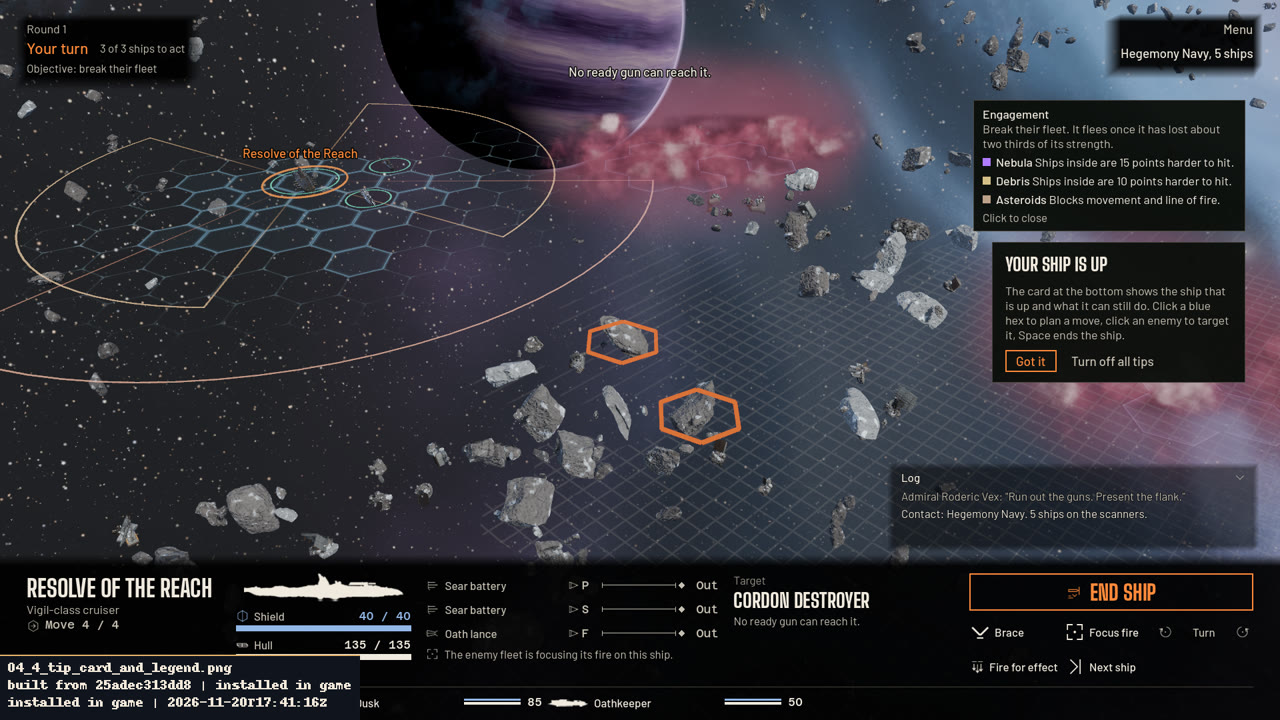 Round 1
Your turn 3 of 3 ships to act
Objective: break their fleet
No ready gun can reach it.
Menu
Hegemony Navy, 5 ships
Resolve of the Reach
Engagement
Break their fleet. It flees once it has lost about
two thirds of its strength.
Nebula Ships inside are 15 points harder to hit.
Debris Ships inside are 10 points harder to hit.
Asteroids Blocks movement and line of fire.
Click to close
YOUR SHIP IS UP
The card at the bottom shows the ship that
is up and what it can still do. Click a blue
hex to plan a move, click an enemy to target
it, Space ends the ship.
Got it Turn off all tips
Log
Admiral Roderic Vex: "Run out the guns. Present the flank."
Contact: Hegemony Navy. 5 ships on the scanners.
RESOLVE OF THE REACH
Vigil-class cruiser
Move 4 / 4
Shield 40 / 40
Hull 135 / 135
Sear battery P Out
Sear battery S Out
Oath lance F Out
The enemy fleet is focusing its fire on this ship.
Target
CORDON DESTROYER
No ready gun can reach it.
END SHIP
Brace Focus fire Turn
Fire for effect Next ship
85 Oathkeeper 50
04_4_tip_card_and_legend.png
built from 25adec313dd8 | installed in game
installed in game | 2026-11-20r17:41:16z